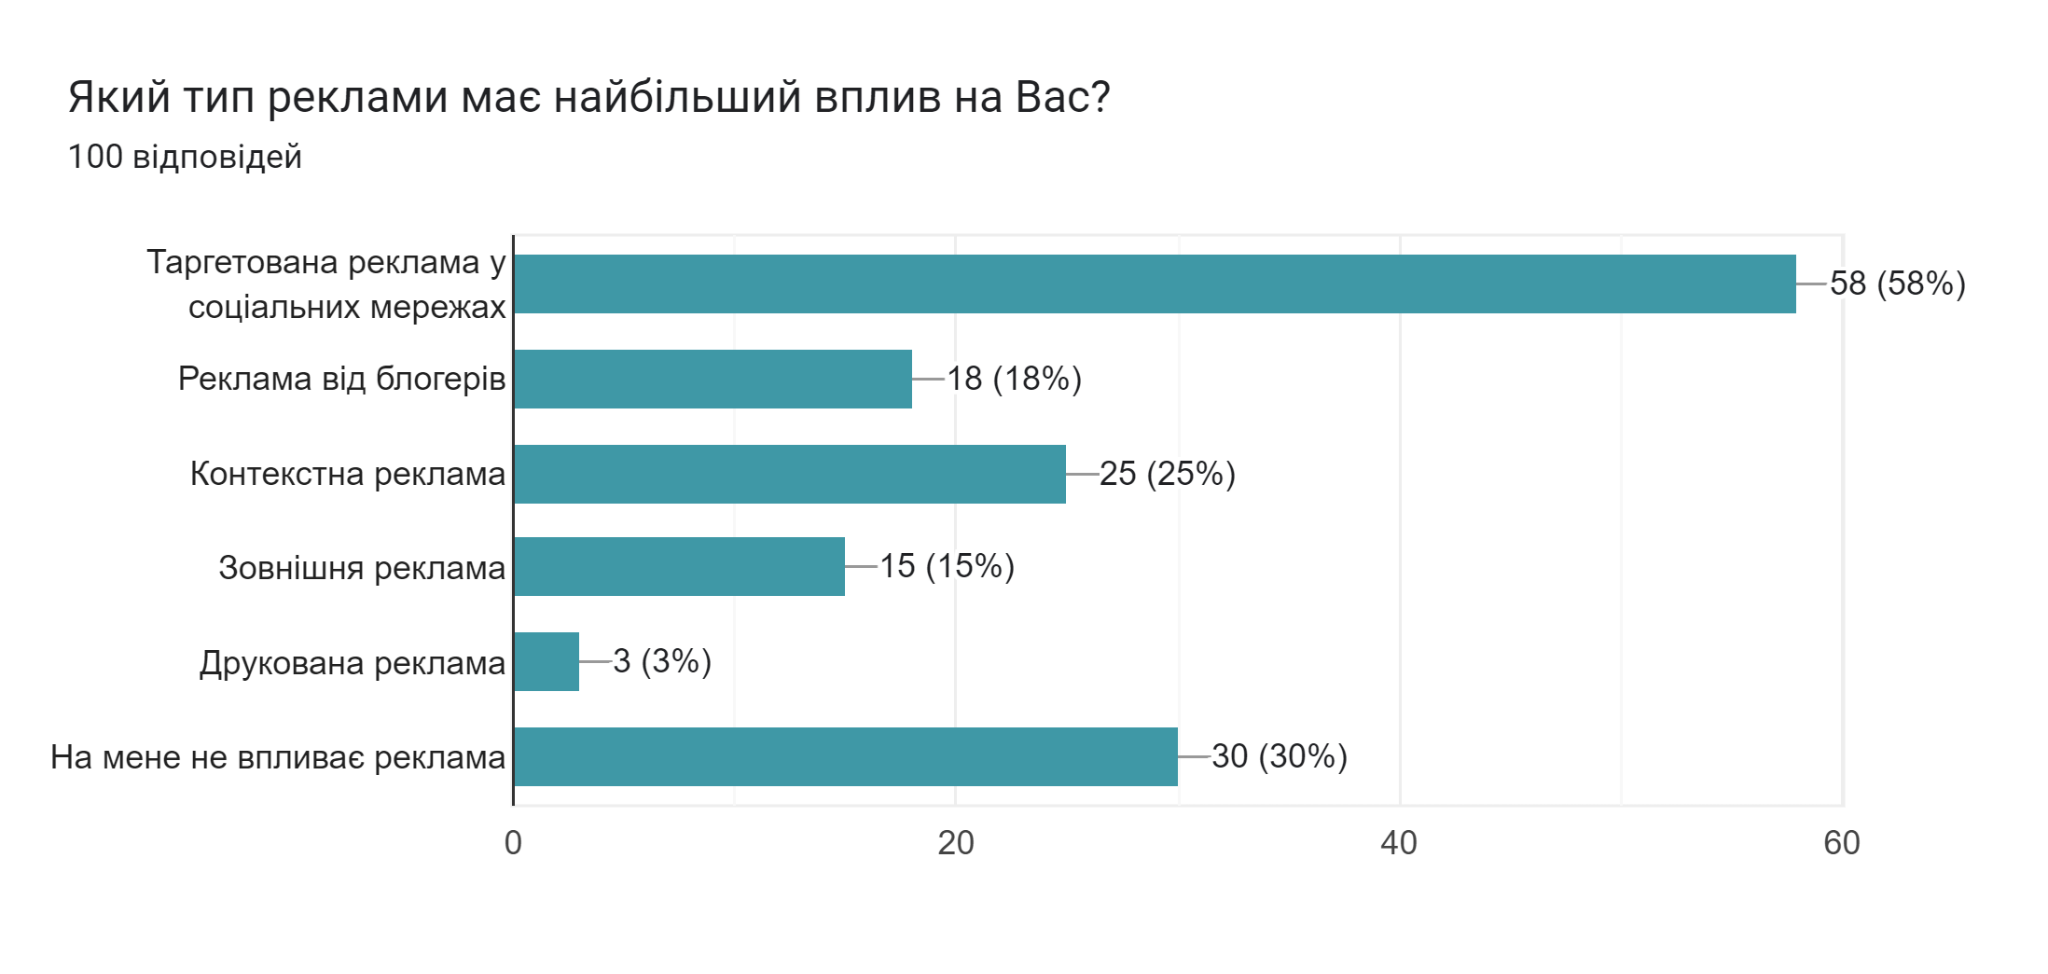 Який тип реклами має найбільший вплив на Вас?
100 відповідей
Таргетована реклама у
соціальних мережах
58 (58%)
Реклама від блогерів
18 (18%)
Контекстна реклама
25 (25%)
Зовнішня реклама
15 (15%)
Друкована реклама
3 (3%)
На мене не впливає реклама
30 (30%)
0 20 40 60